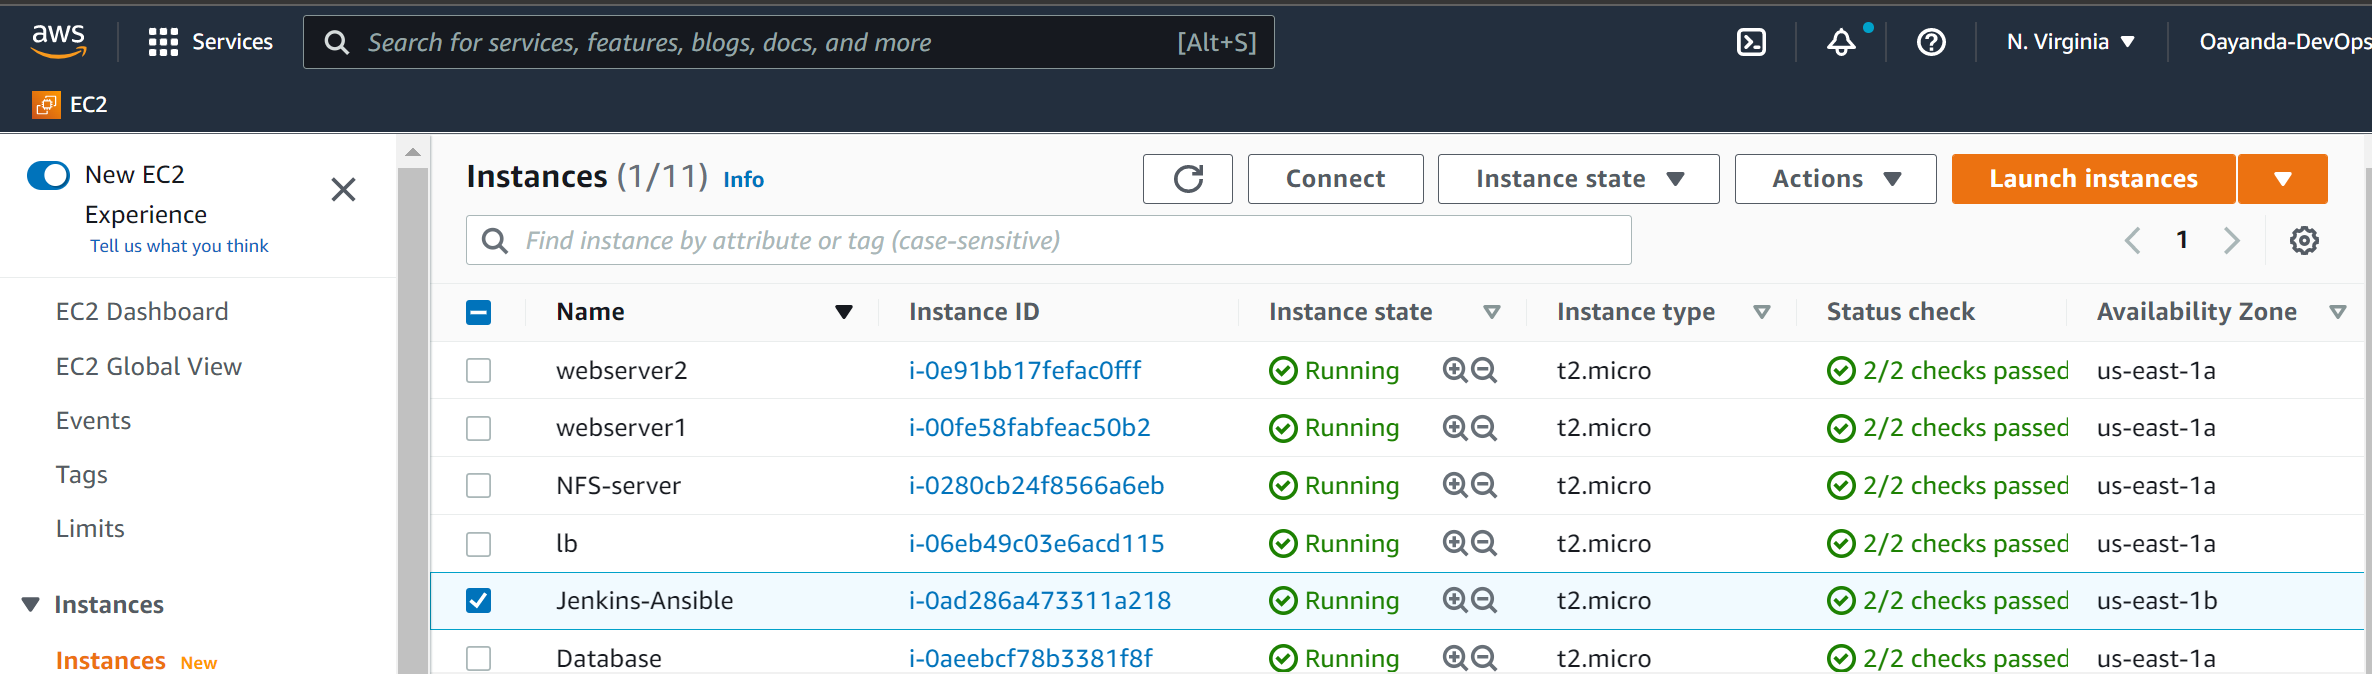 aws Services Search for services, features, blogs, docs, and more [Alt+S] N. Virginia Oayanda-DevOps
EC2
New EC2
Experience
Tell us what you think
EC2 Dashboard
EC2 Global View
Events
Tags
Limits
Instances
Instances New
Instances (1/11) Info Connect Instance state Actions Launch instances
Find instance by attribute or tag (case-sensitive) 1
Name Instance ID Instance state Instance type Status check Availability Zone
webserver2 i-0e91bb17fefac0fff Running t2.micro 2/2 checks passed us-east-1a
webserver1 i-00fe58fabfeac50b2 Running t2.micro 2/2 checks passed us-east-1a
NFS-server i-0280cb24f8566a6eb Running t2.micro 2/2 checks passed us-east-1a
lb i-06eb49c03e6acd115 Running t2.micro 2/2 checks passed us-east-1a
Jenkins-Ansible i-0ad286a473311a218 Running t2.micro 2/2 checks passed us-east-1b
Database i-0aeebcf78b3381f8f Running t2.micro 2/2 checks passed us-east-1a